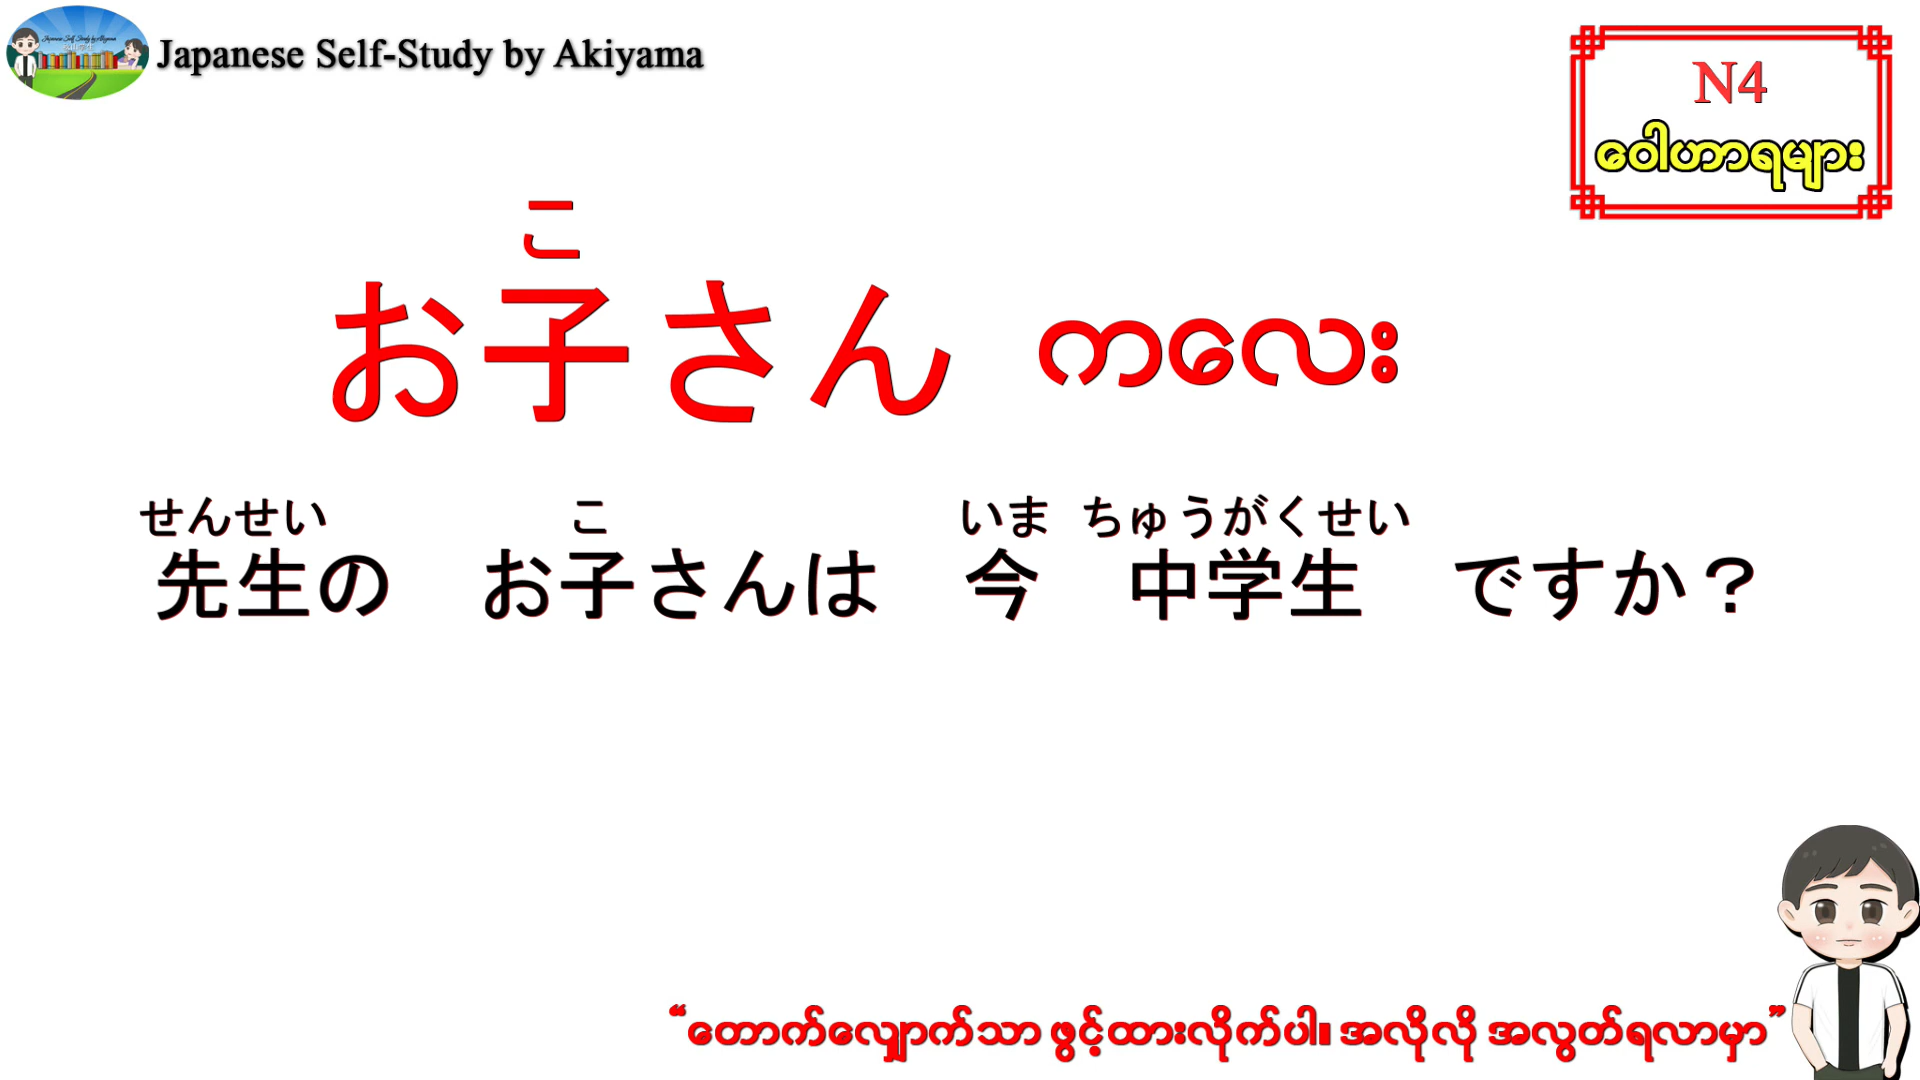 Japanese Self-Study by Akiyama
N4
ဝေါဟာရများ
こ
お子さん ကလေး
せんせい こ いま ちゅうがくせい
先生の お子さんは 今 中学生 ですか？
“တောက်လျှောက်သာ ဖွင့်ထားလိုက်ပါ။ အလိုလို အလွတ်ရလာမှာ”